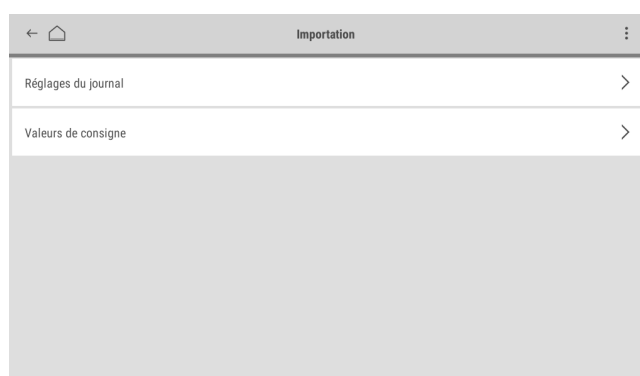 Importation
Réglages du journal
Valeurs de consigne